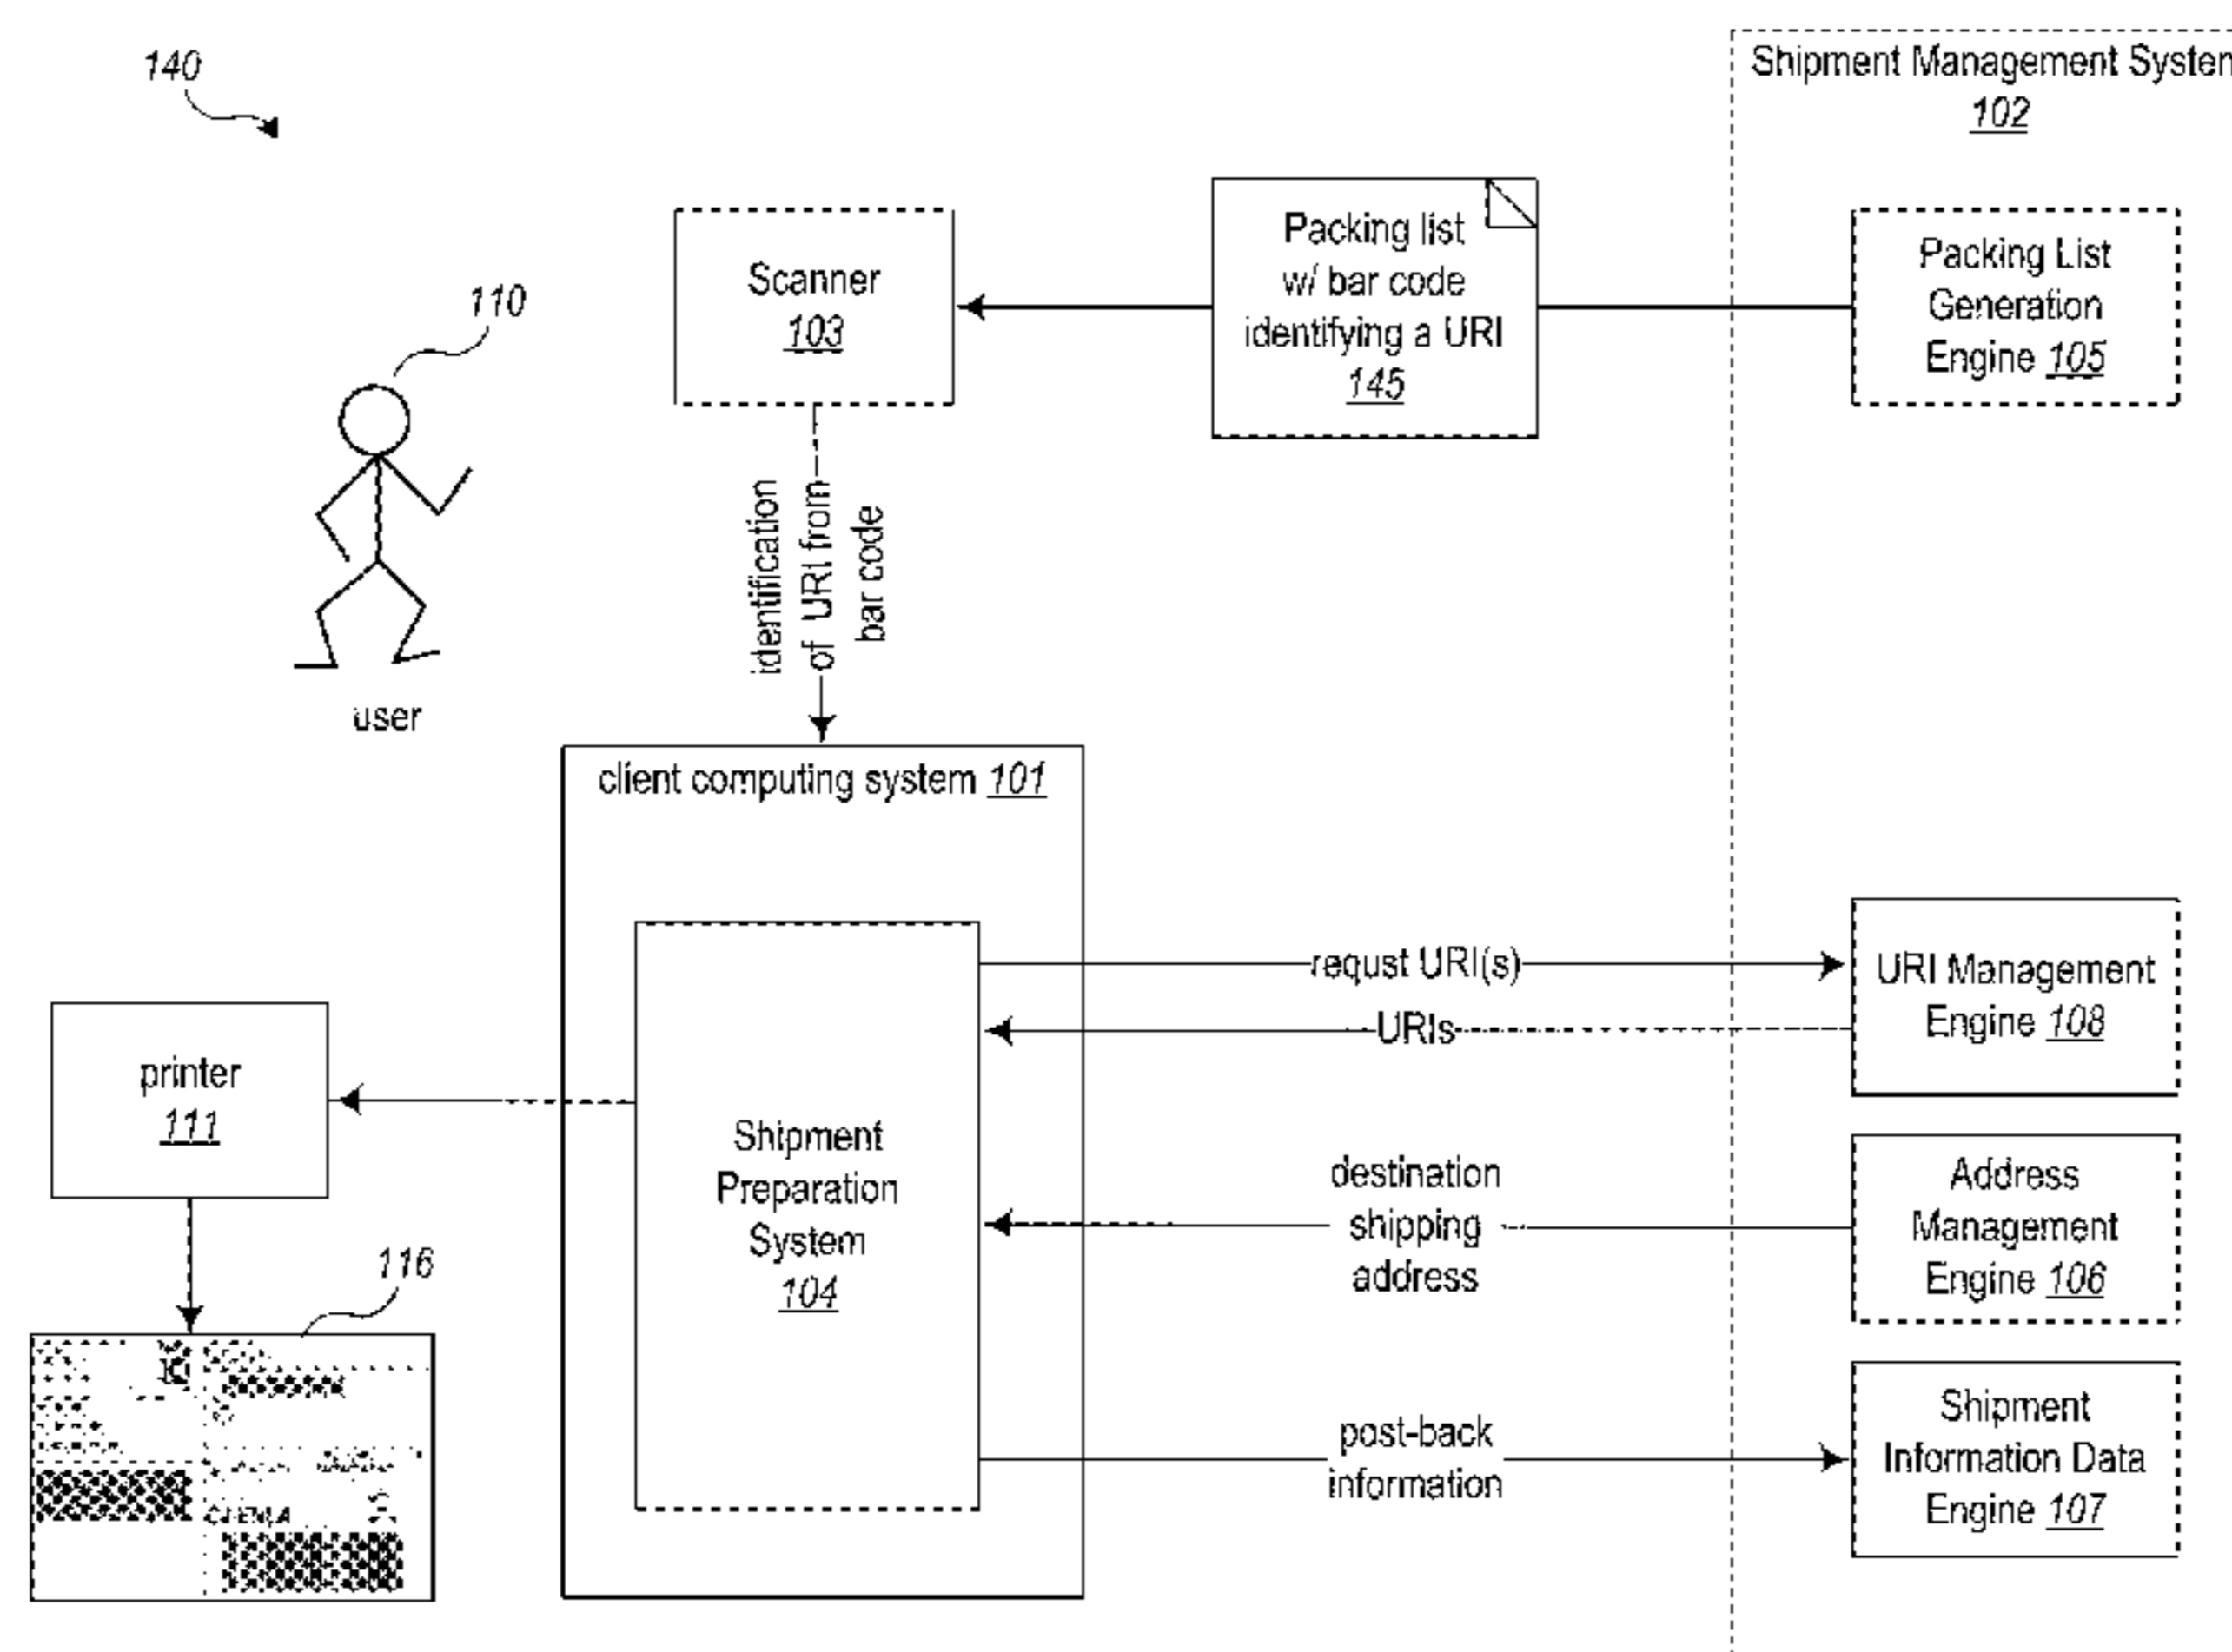 140
Shipment Management System
102
110
Scanner
103
Packing list
w/ bar code
identifying a URI
145
Packing List
Generation
Engine 105
identification
of URI from
bar code
user
client computing system 101
requst URI(s)
URIs
URI Management
Engine 108
printer
111
Shipment
Preparation
System
104
destination
shipping
address
Address
Management
Engine 106
116
post-back
information
Shipment
Information Data
Engine 107